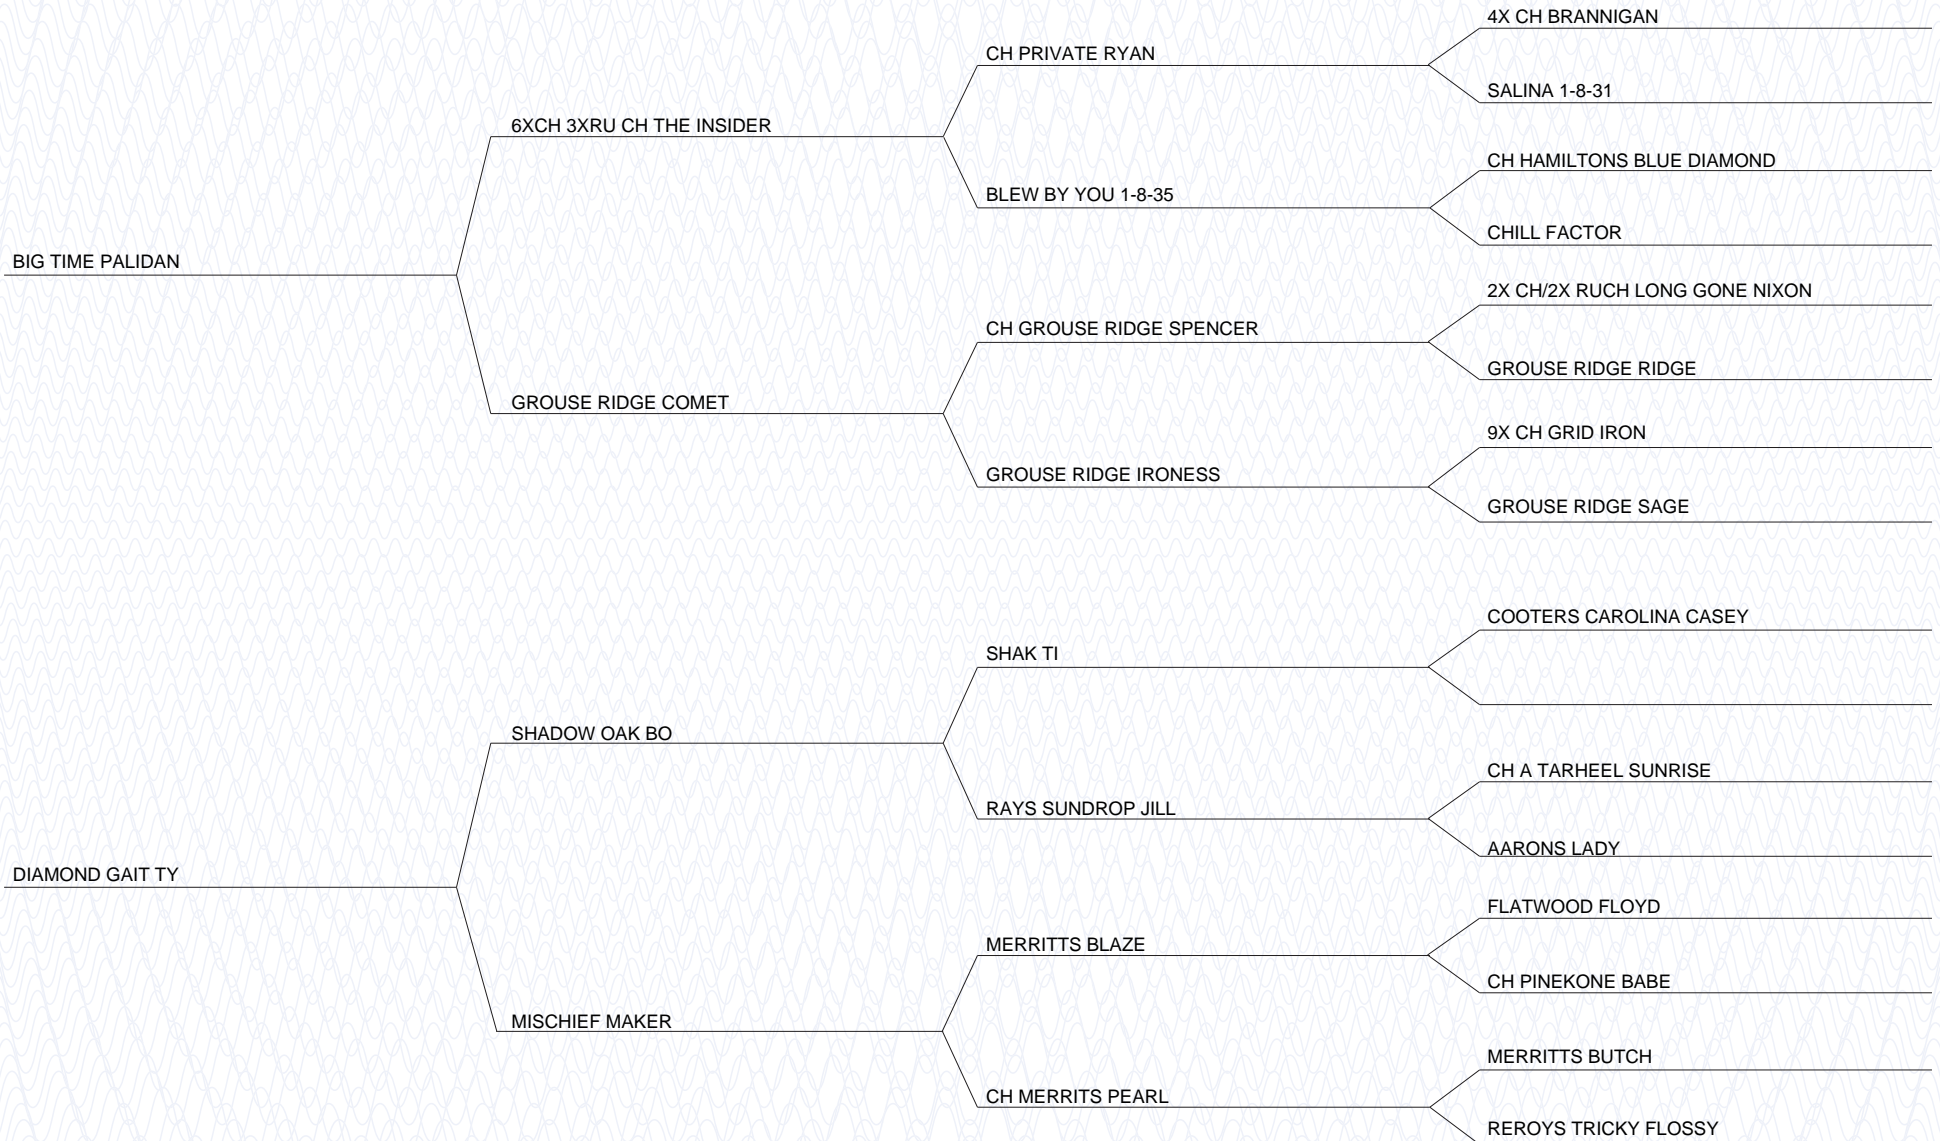 4X CH BRANNIGAN
CH PRIVATE RYAN
SALINA 1-8-31
6XCH 3XRU CH THE INSIDER
CH HAMILTONS BLUE DIAMOND
BLEW BY YOU 1-8-35
CHILL FACTOR
BIG TIME PALIDAN
2X CH/2X RUCH LONG GONE NIXON
CH GROUSE RIDGE SPENCER
GROUSE RIDGE RIDGE
GROUSE RIDGE COMET
9X CH GRID IRON
GROUSE RIDGE IRONESS
GROUSE RIDGE SAGE
COOTERS CAROLINA CASEY
SHAK TI
SHADOW OAK BO
CH A TARHEEL SUNRISE
RAYS SUNDROP JILL
AARONS LADY
DIAMOND GAIT TY
FLATWOOD FLOYD
MERRITTS BLAZE
CH PINEKONE BABE
MISCHIEF MAKER
MERRITTS BUTCH
CH MERRITS PEARL
REROYS TRICKY FLOSSY